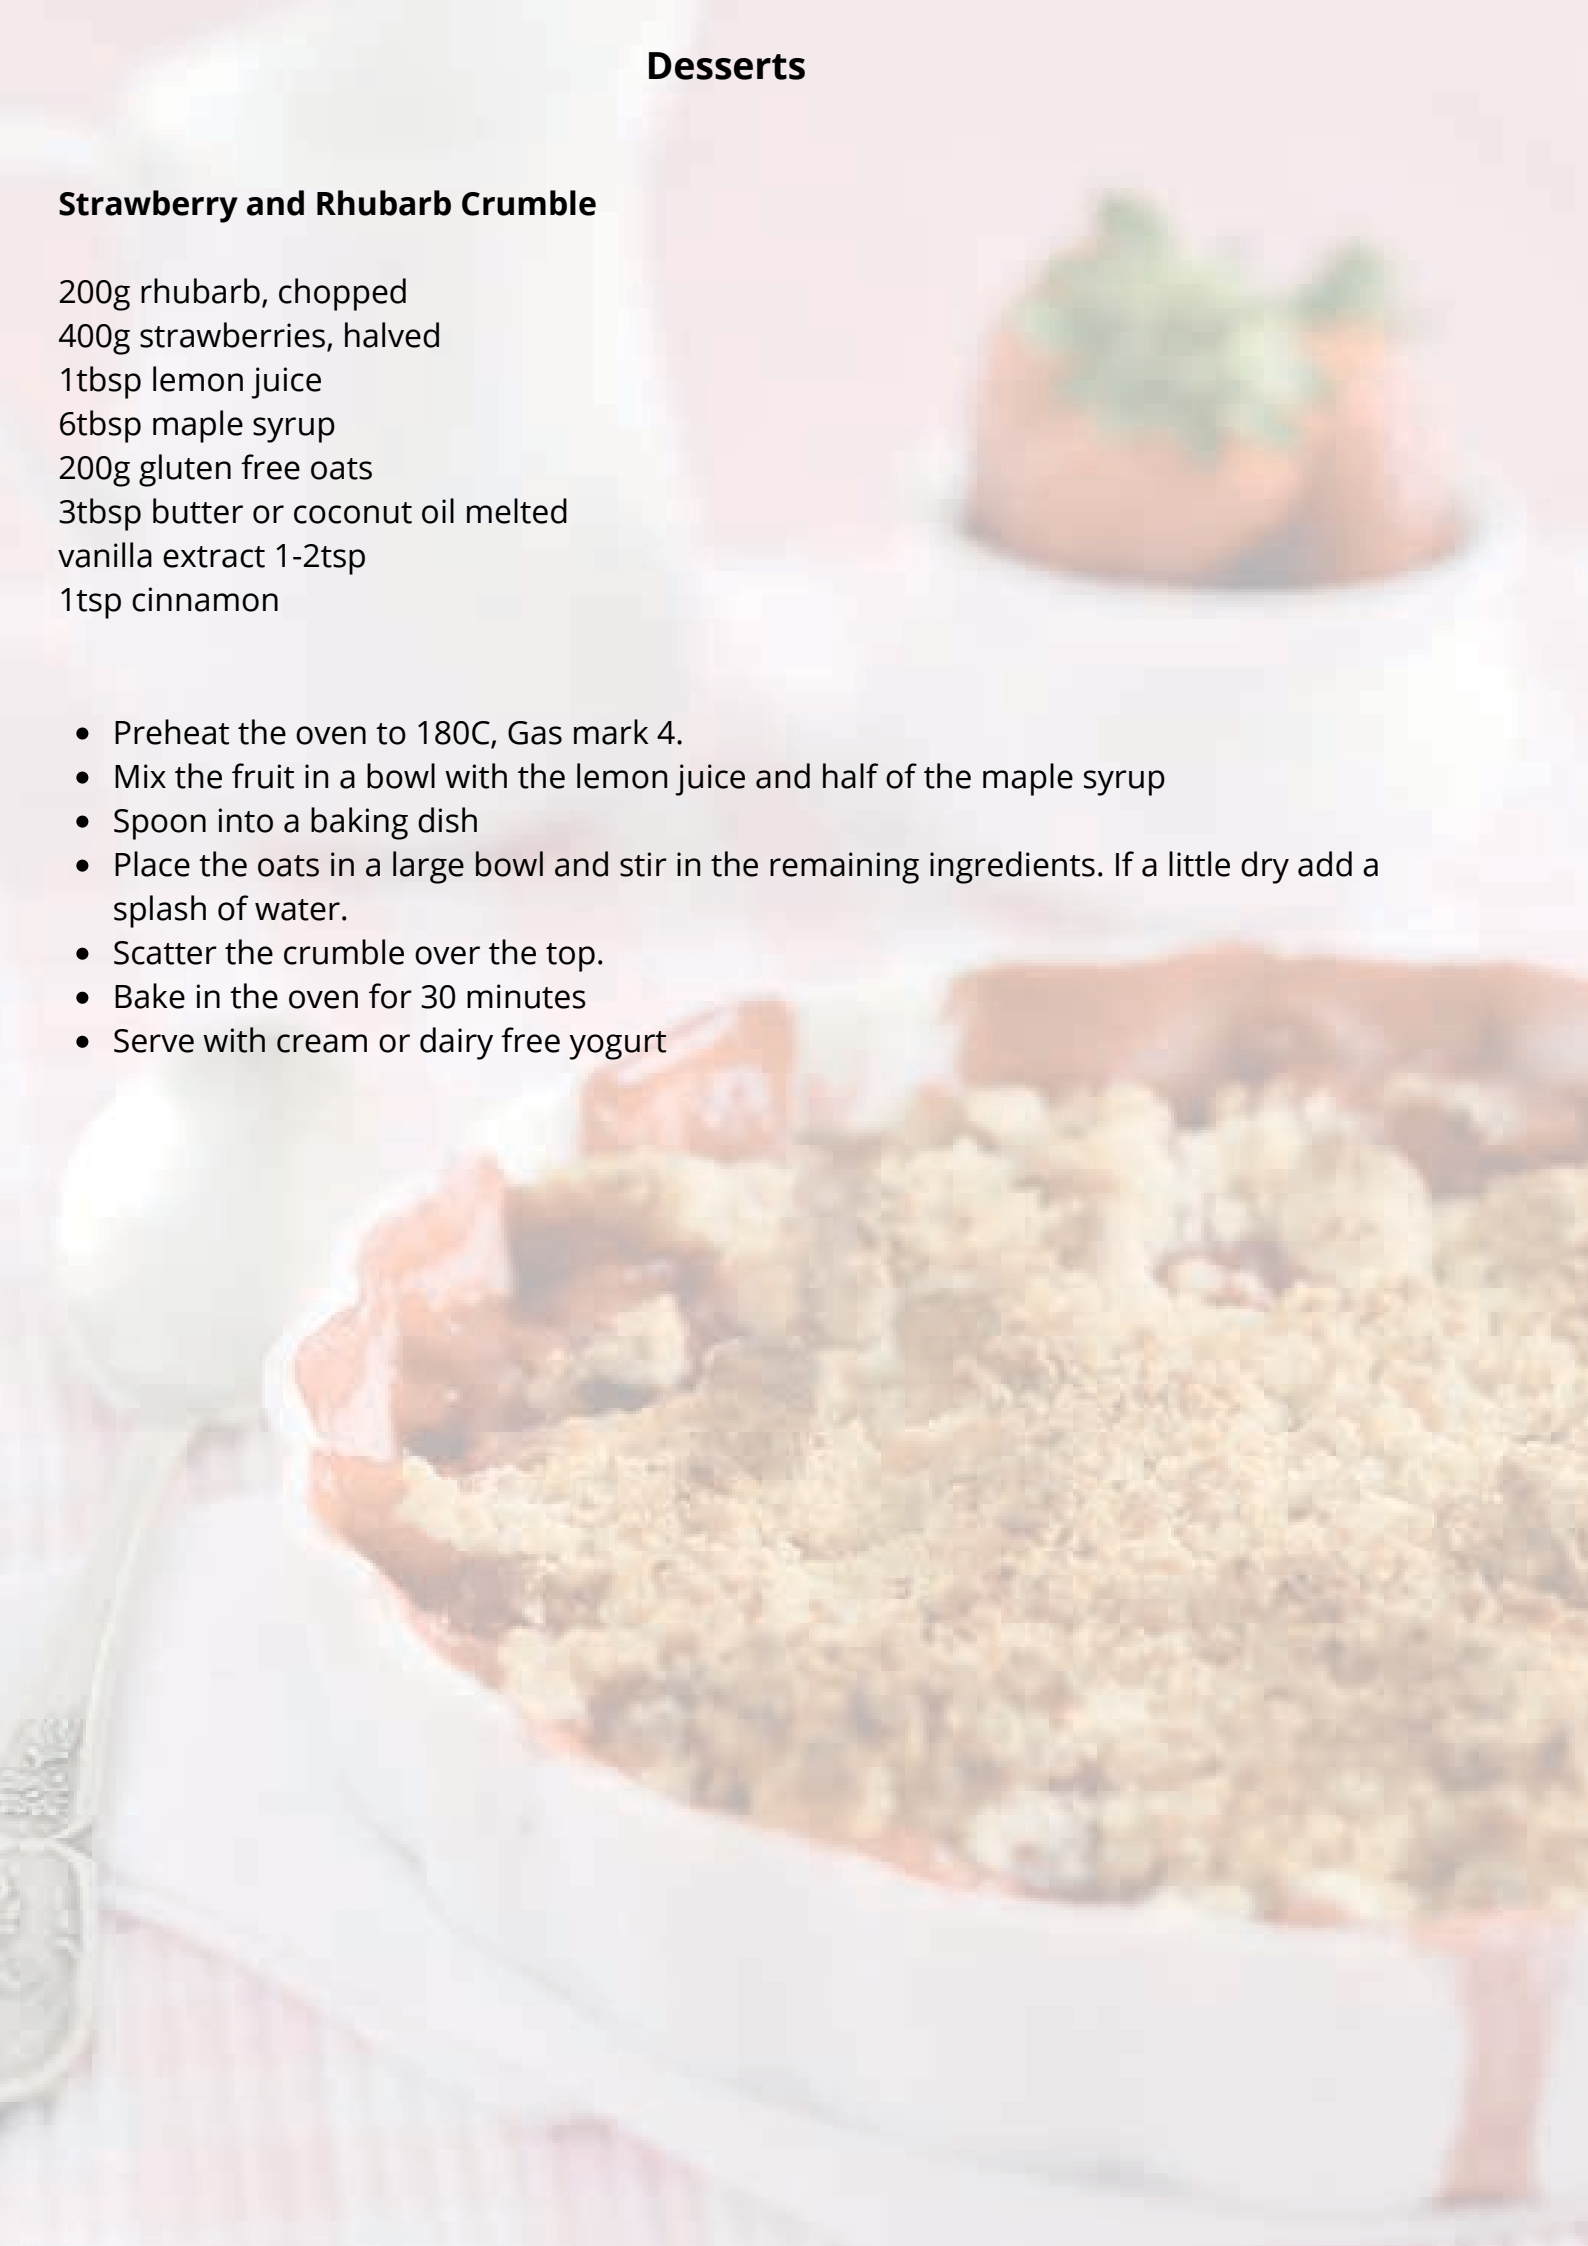 Desserts
Strawberry and Rhubarb Crumble
200g rhubarb, chopped
400g strawberries, halved
1tbsp lemon juice
6tbsp maple syrup
200g gluten free oats
3tbsp butter or coconut oil melted
vanilla extract 1-2tsp
1tsp cinnamon
• Preheat the oven to 180C, Gas mark 4.
• Mix the fruit in a bowl with the lemon juice and half of the maple syrup
• Spoon into a baking dish
• Place the oats in a large bowl and stir in the remaining ingredients. If a little dry add a
splash of water.
• Scatter the crumble over the top.
• Bake in the oven for 30 minutes
• Serve with cream or dairy free yogurt